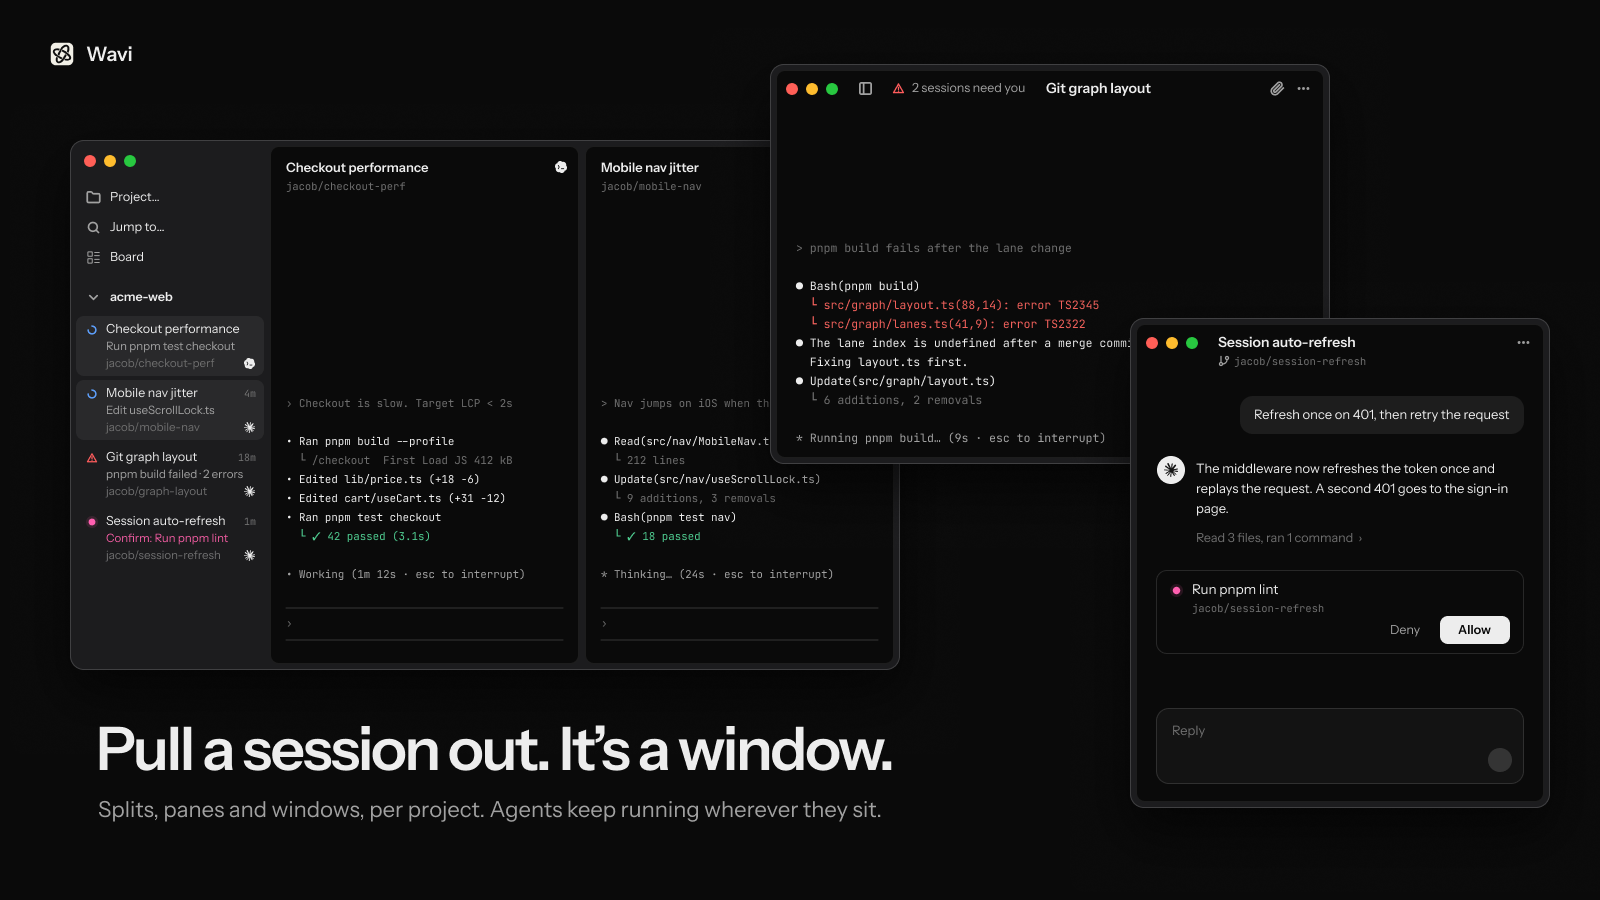 Wavi
Project...
Jump to...
Board
acme-web
Checkout performance
Run pnpm test checkout
jacob/checkout-perf
Mobile nav jitter 4m
Edit useScrollLock.ts
jacob/mobile-nav
Git graph layout 18m
pnpm build failed · 2 errors
jacob/graph-layout
Session auto-refresh 1m
Confirm: Run pnpm lint
jacob/session-refresh
Checkout performance
jacob/checkout-perf
› Checkout is slow. Target LCP < 2s
• Ran pnpm build --profile
└ /checkout First Load JS 412 kB
• Edited lib/price.ts (+18 -6)
• Edited cart/useCart.ts (+31 -12)
• Ran pnpm test checkout
└ ✓ 42 passed (3.1s)
• Working (1m 12s · esc to interrupt)
›
Mobile nav jitter
jacob/mobile-nav
> Nav jumps on iOS when th
● Read(src/nav/MobileNav.t
└ 212 lines
● Update(src/nav/useScrollLock.ts)
└ 9 additions, 3 removals
● Bash(pnpm test nav)
└ ✓ 18 passed
* Thinking… (24s · esc to interrupt)
›
2 sessions need you
Git graph layout
> pnpm build fails after the lane change
● Bash(pnpm build)
└ src/graph/layout.ts(88,14): error TS2345
└ src/graph/lanes.ts(41,9): error TS2322
● The lane index is undefined after a merge commi
Fixing layout.ts first.
● Update(src/graph/layout.ts)
└ 6 additions, 2 removals
* Running pnpm build… (9s · esc to interrupt)
Session auto-refresh
jacob/session-refresh
Refresh once on 401, then retry the request
The middleware now refreshes the token once and
replays the request. A second 401 goes to the sign-in
page.
Read 3 files, ran 1 command ›
Run pnpm lint
jacob/session-refresh
Deny
Allow
Reply
Pull a session out. It’s a window.
Splits, panes and windows, per project. Agents keep running wherever they sit.